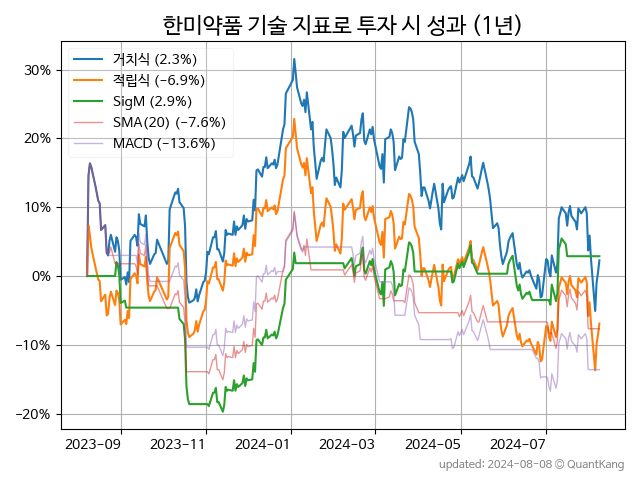 한미약품 기술 지표로 투자 시 성과 (1년)
거치식 (2.3%)
적립식 (−6.9%)
SigM (2.9%)
SMA(20) (−7.6%)
MACD (−13.6%)
30%
20%
10%
0%
−10%
−20%
2023-09 2023-11 2024-01 2024-03 2024-05 2024-07
updated: 2024-08-08 © QuantKang